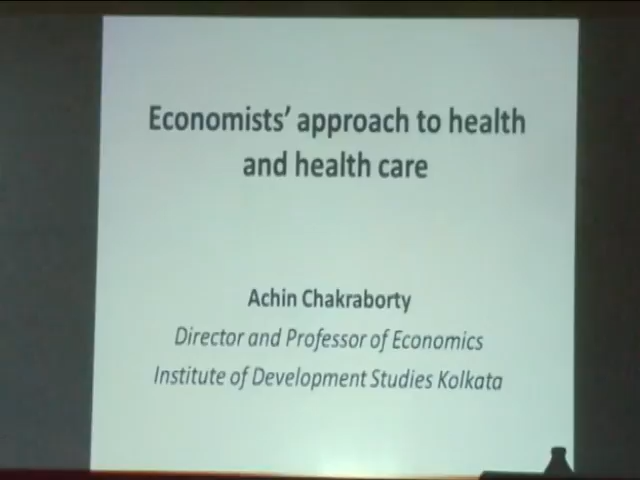 Economists’ approach to health
and health care
Achin Chakraborty
Director and Professor of Economics
Institute of Development Studies Kolkata